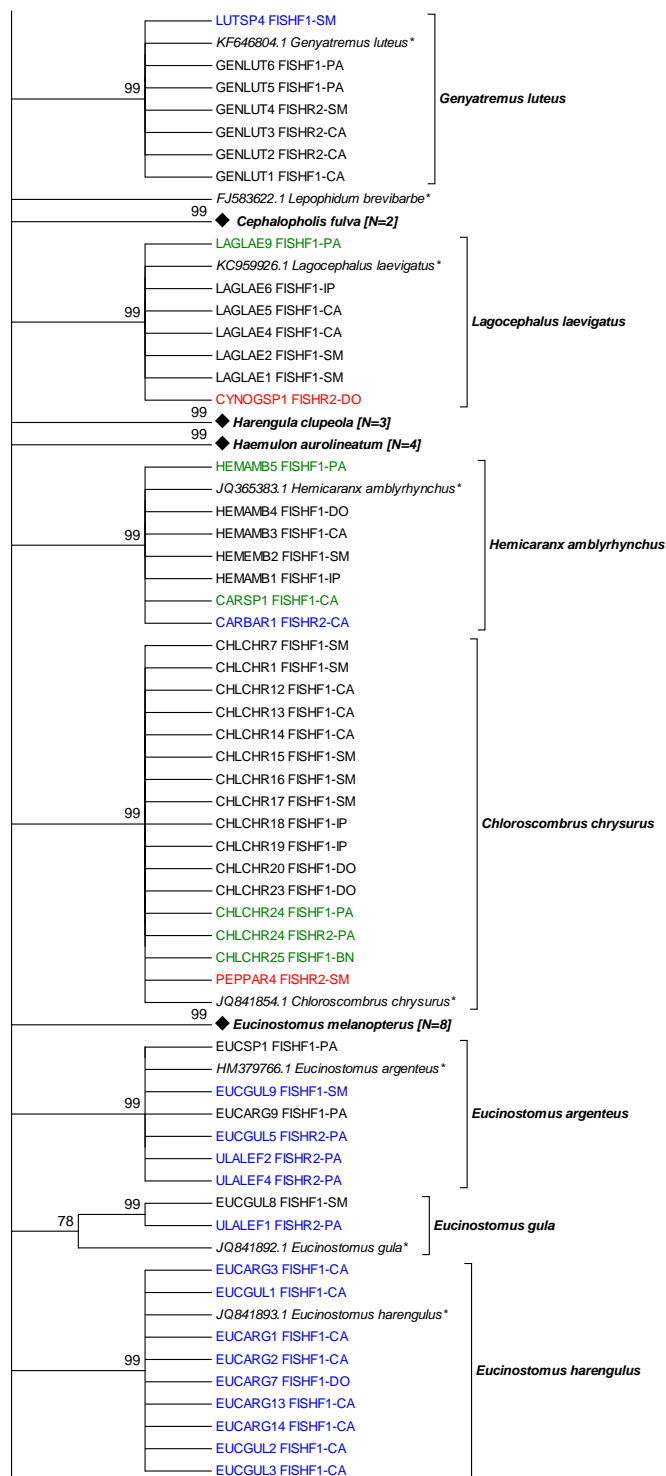 LUTSP4 FISHF1-SM
KF646804.1 Genyatremus luteus*
GENLUT6 FISHF1-PA
99
GENLUT5 FISHF1-PA
Genyatremus luteus
GENLUT4 FISHR2-SM
GENLUT3 FISHR2-CA
GENLUT2 FISHR2-CA
GENLUT1 FISHF1-CA
FJ583622.1 Lepophidum brevibarbe*
99
◆ Cephalopholis fulva [N=2]
LAGLAE9 FISHF1-PA
KC959926.1 Lagocephalus laevigatus*
LAGLAE6 FISHF1-IP
99
LAGLAE5 FISHF1-CA
Lagocephalus laevigatus
LAGLAE4 FISHF1-CA
LAGLAE2 FISHF1-SM
LAGLAE1 FISHF1-SM
CYNOGSP1 FISHR2-DO
99
◆ Harengula clupeola [N=3]
99
◆ Haemulon aurolineatum [N=4]
HEMAMB5 FISHF1-PA
JQ365383.1 Hemicaranx amblyrhynchus*
HEMAMB4 FISHF1-DO
99
HEMAMB3 FISHF1-CA
Hemicaranx amblyrhynchus
HEMEMB2 FISHF1-SM
HEMAMB1 FISHF1-IP
CARSP1 FISHF1-CA
CARBAR1 FISHR2-CA
CHLCHR7 FISHF1-SM
CHLCHR1 FISHF1-SM
CHLCHR12 FISHF1-CA
CHLCHR13 FISHF1-CA
CHLCHR14 FISHF1-CA
CHLCHR15 FISHF1-SM
CHLCHR16 FISHF1-SM
CHLCHR17 FISHF1-SM
99
CHLCHR18 FISHF1-IP
Chloroscombrus chrysurus
CHLCHR19 FISHF1-IP
CHLCHR20 FISHF1-DO
CHLCHR23 FISHF1-DO
CHLCHR24 FISHF1-PA
CHLCHR24 FISHR2-PA
CHLCHR25 FISHF1-BN
PEPPAR4 FISHR2-SM
JQ841854.1 Chloroscombrus chrysurus*
99
◆ Eucinostomus melanopterus [N=8]
EUCSP1 FISHF1-PA
HM379766.1 Eucinostomus argenteus*
EUCGUL9 FISHF1-SM
99
EUCARG9 FISHF1-PA
Eucinostomus argenteus
EUCGUL5 FISHR2-PA
ULALEF2 FISHR2-PA
ULALEF4 FISHR2-PA
99
EUCGUL8 FISHF1-SM
78
ULALEF1 FISHR2-PA
Eucinostomus gula
JQ841892.1 Eucinostomus gula*
EUCARG3 FISHF1-CA
EUCGUL1 FISHF1-CA
JQ841893.1 Eucinostomus harengulus*
EUCARG1 FISHF1-CA
99
EUCARG2 FISHF1-CA
Eucinostomus harengulus
EUCARG7 FISHF1-DO
EUCARG13 FISHF1-CA
EUCARG14 FISHF1-CA
EUCGUL2 FISHF1-CA
EUCGUL3 FISHF1-CA